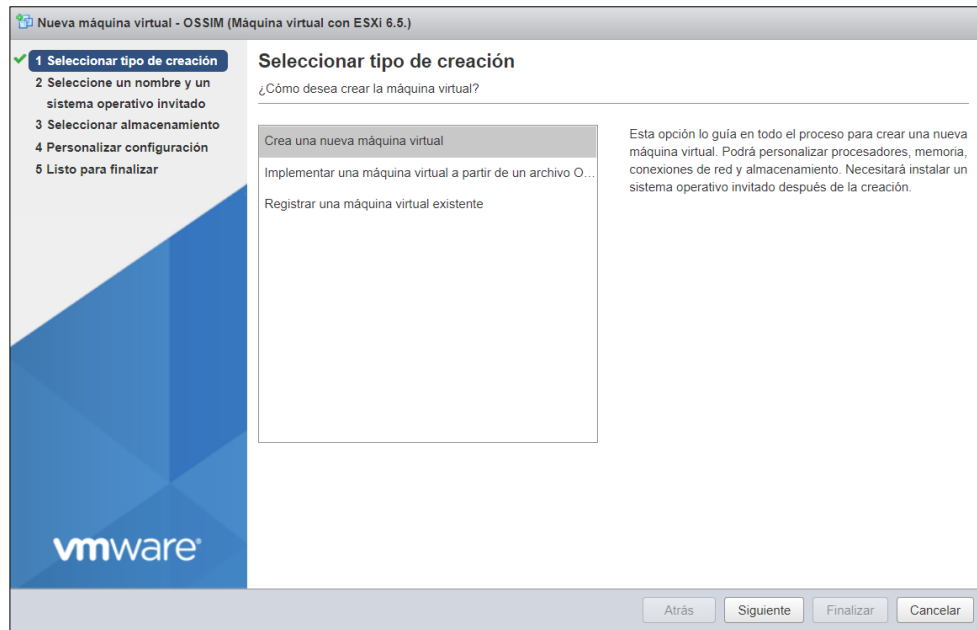 Nueva máquina virtual - OSSIM (Máquina virtual con ESXi 6.5.)
1 Seleccionar tipo de creación
2 Seleccione un nombre y un
sistema operativo invitado
3 Seleccionar almacenamiento
4 Personalizar configuración
5 Listo para finalizar
Seleccionar tipo de creación
¿Cómo desea crear la máquina virtual?
Crea una nueva máquina virtual
Implementar una máquina virtual a partir de un archivo O...
Registrar una máquina virtual existente
Esta opción lo guía en todo el proceso para crear una nueva
máquina virtual. Podrá personalizar procesadores, memoria,
conexiones de red y almacenamiento. Necesitará instalar un
sistema operativo invitado después de la creación.
vmware®
Atrás Siguiente Finalizar Cancelar